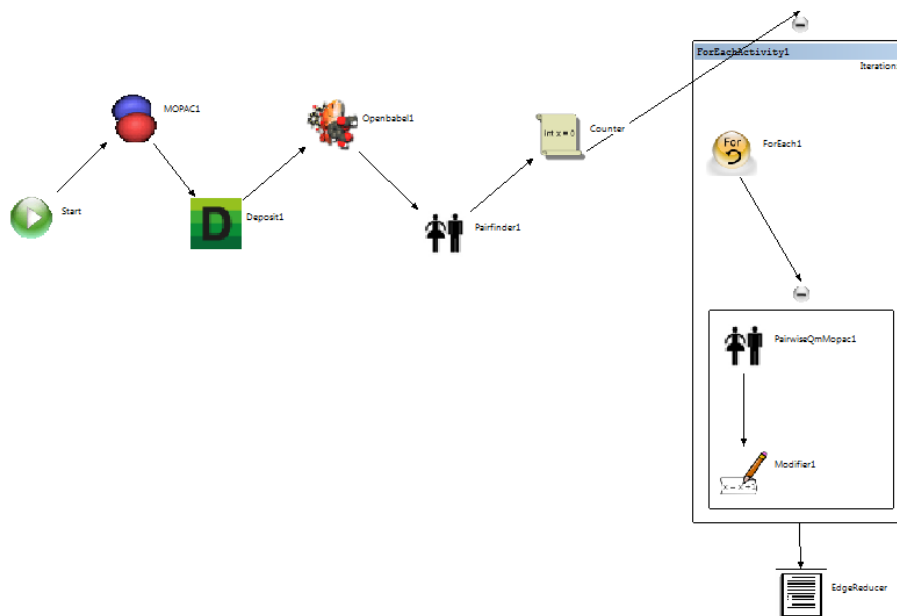 ForEachActivity1
Iteration
MOPAC1
Openbabel1
int x = 0
Counter
For
ForEach1
Start
D
Deposit1
Pairfinder1
PairwiseQmMopac1
Modifier1
EdgeReducer